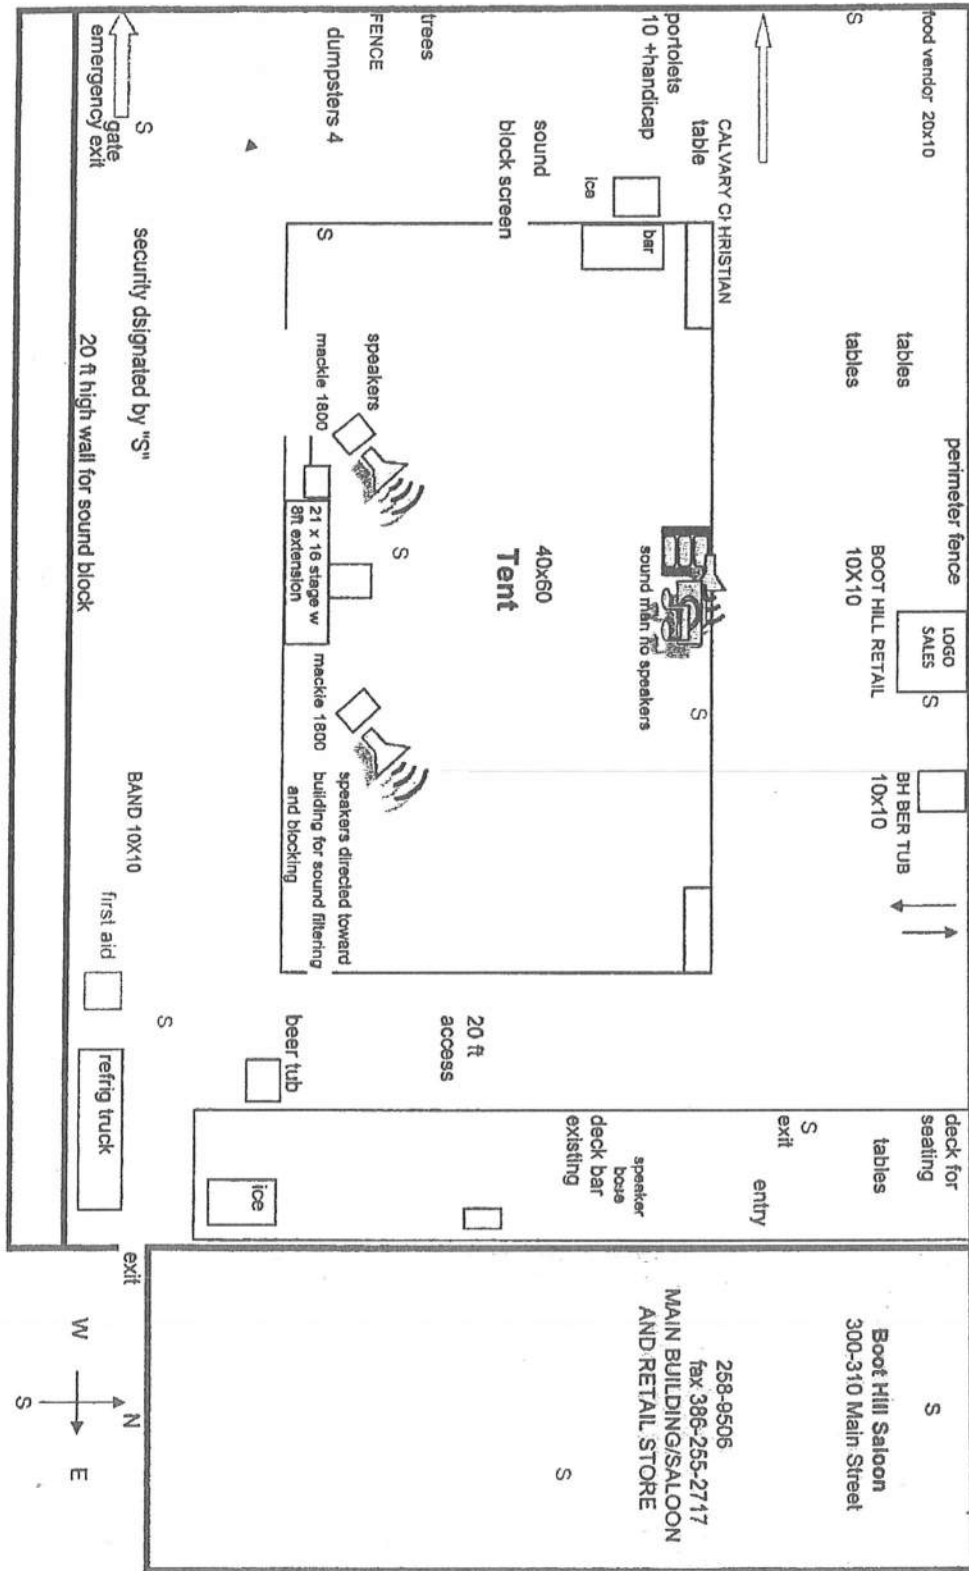 food vendor 20x10
S
portolets
10 +handicap
trees
FENCE
dumpsters 4
gate
emergency exit
S
CALVARY CHRISTIAN
table
ice
bar
sound
block screen
S
security dsignated by "S"
20 ft high wall for sound block
tables
tables
perimeter fence
BOOT HILL RETAIL
10X10
LOGO
SALES
S
BH BER TUB
10x10
speakers
mackie 1800
21 x 16 stage w
8ft extension
S
40x60
Tent
sound man no speakers
S
mackie 1800
speakers directed toward
building for sound filtering
and blocking
BAND 10X10
first aid
S
refrig truck
beer tub
20 ft
access
deck for
seating
tables
S
exit
entry
speaker
deck bar
existing
ice
exit
S
Boot Hill Saloon
300-310 Main Street
258-9506
fax 386-255-2717
MAIN BUILDING/SALOON
AND RETAIL STORE
S
N
W
E
S